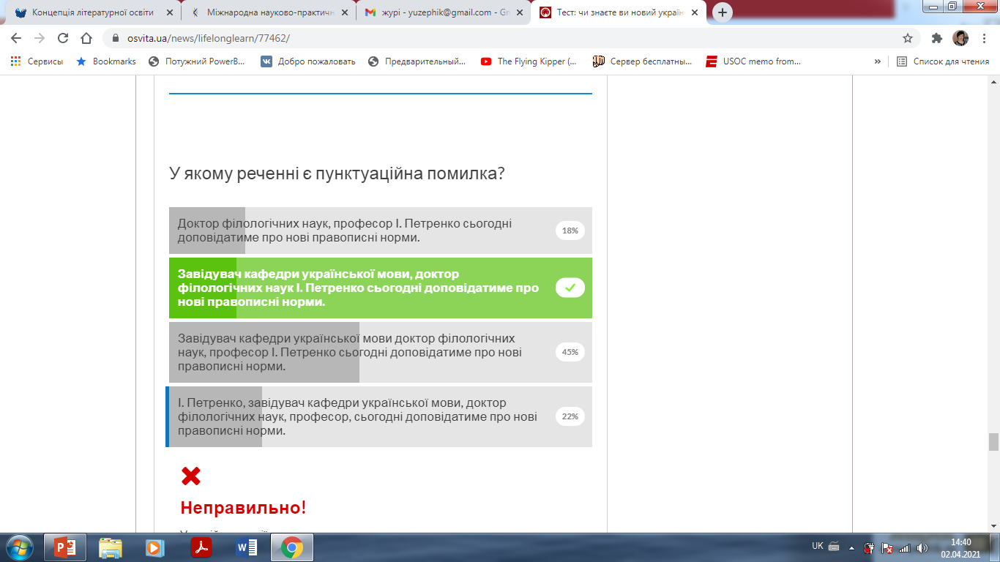 Концепція літературної освіти
Міжнародна науково-практичн
журі - yuzephik@gmail.com - Gm
Тест: чи знаєте ви новий україн
osvita.ua/news/lifelonglearn/77462/
Сервисы
Bookmarks
Потужний PowerB...
Добро пожаловать
Предварительный...
The Flying Kipper (...
Сервер бесплатны...
USOC memo from...
»
Список для чтения
У якому реченні є пунктуаційна помилка?
Доктор філологічних наук, професор І. Петренко сьогодні
доповідатиме про нові правописні норми.
18%
Завідувач кафедри української мови, доктор
філологічних наук І. Петренко сьогодні доповідатиме про
нові правописні норми.
Завідувач кафедри української мови доктор філологічних
наук, професор І. Петренко сьогодні доповідатиме про нові
правописні норми.
45%
І. Петренко, завідувач кафедри української мови, доктор
філологічних наук, професор, сьогодні доповідатиме про нові
правописні норми.
22%
Неправильно!
UK
14:40
02.04.2021